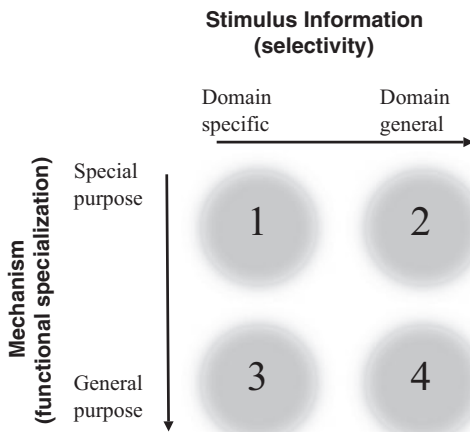 Stimulus Information
(selectivity)
Domain
specific
Domain
general
Mechanism
(functional specialization)
Special
purpose
1
2
General
purpose
3
4